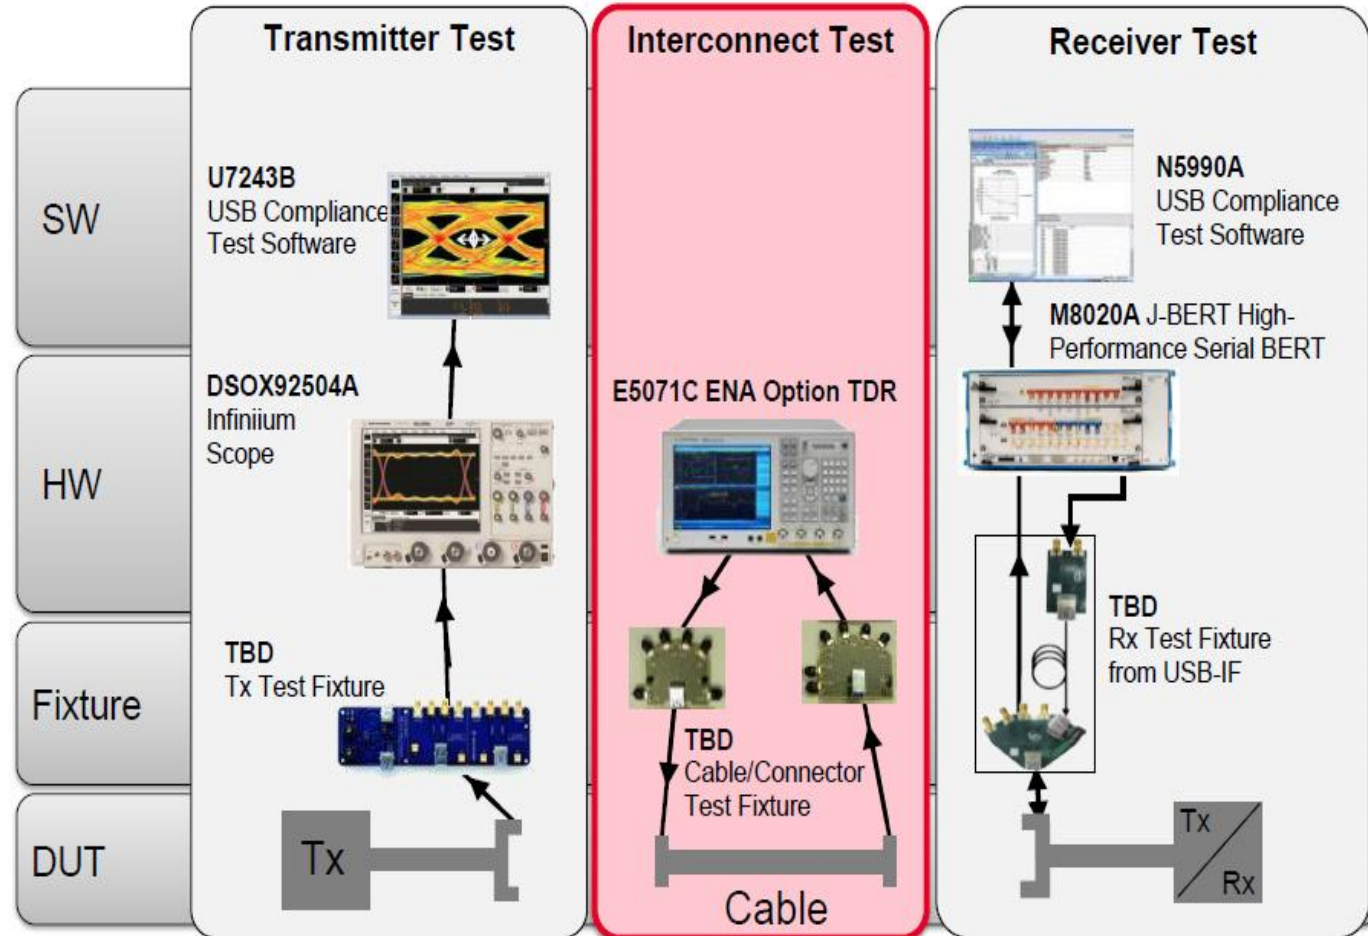 Transmitter Test
Interconnect Test
Receiver Test
SW
U7243B
USB Compliance
Test Software
N5990A
USB Compliance
Test Software
M8020A J-BERT High-
Performance Serial BERT
HW
DSOX92504A
Infiniium
Scope
E5071C ENA Option TDR
Fixture
TBD
Tx Test Fixture
TBD
Cable/Connector
Test Fixture
TBD
Rx Test Fixture
from USB-IF
DUT
Tx
Cable
Tx
Rx